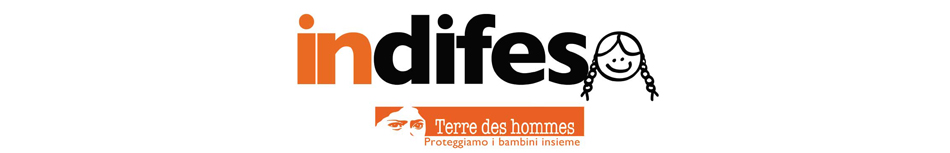 indifesa
Terre des hommes
Proteggiamo i bambini insieme